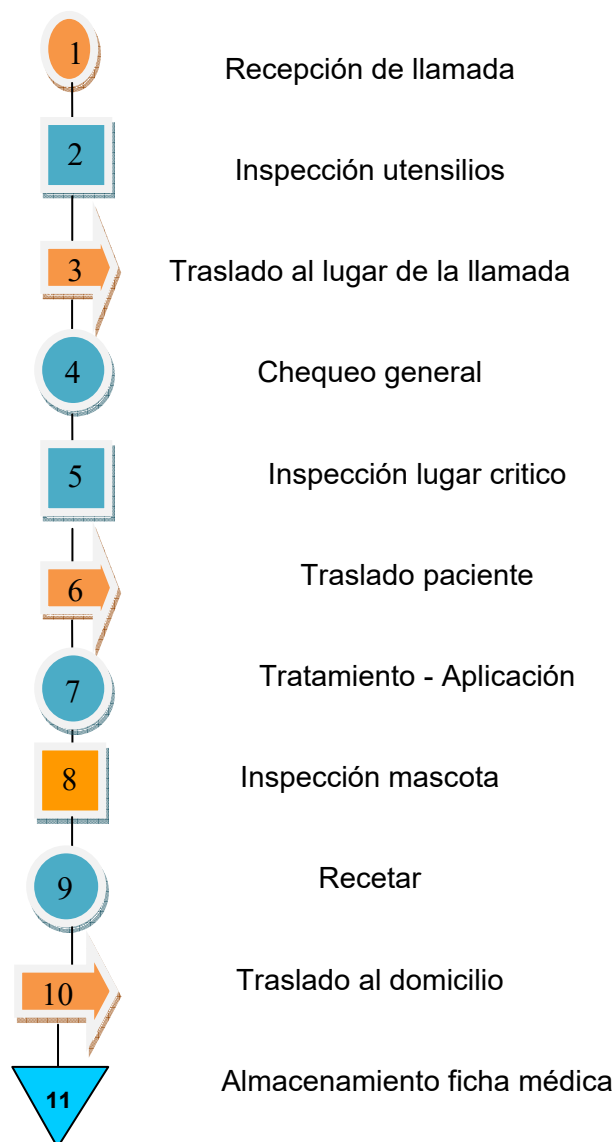 1 Recepción de llamada
2 Inspección utensilios
3 Traslado al lugar de la llamada
4 Chequeo general
5 Inspección lugar critico
6 Traslado paciente
7 Tratamiento - Aplicación
8 Inspección mascota
9 Recetar
10 Traslado al domicilio
11 Almacenamiento ficha médica